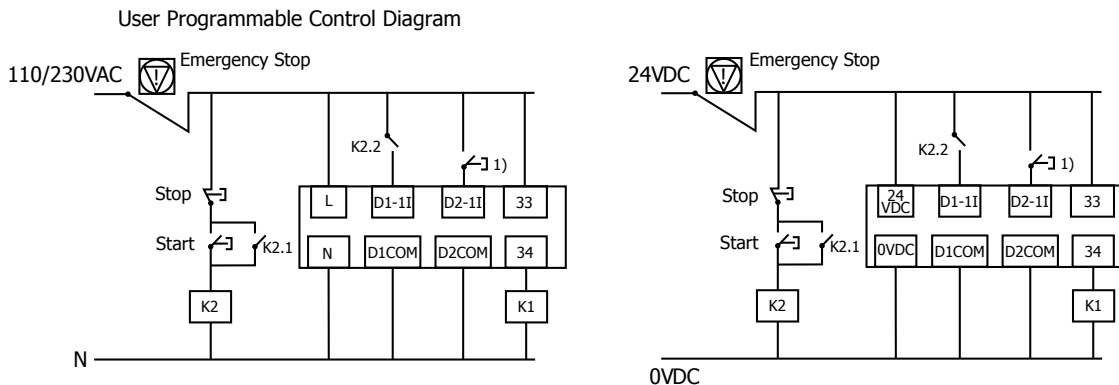 User Programmable Control Diagram
Emergency Stop
110/230VAC
K2.2
1)
Stop
L
D1-1I
D2-1I
33
Start
K2.1
N
D1COM
D2COM
34
K2
K1
N
Emergency Stop
24VDC
K2.2
1)
Stop
24
VDC
D1-1I
D2-1I
33
Start
K2.1
0VDC
D1COM
D2COM
34
K2
K1
0VDC